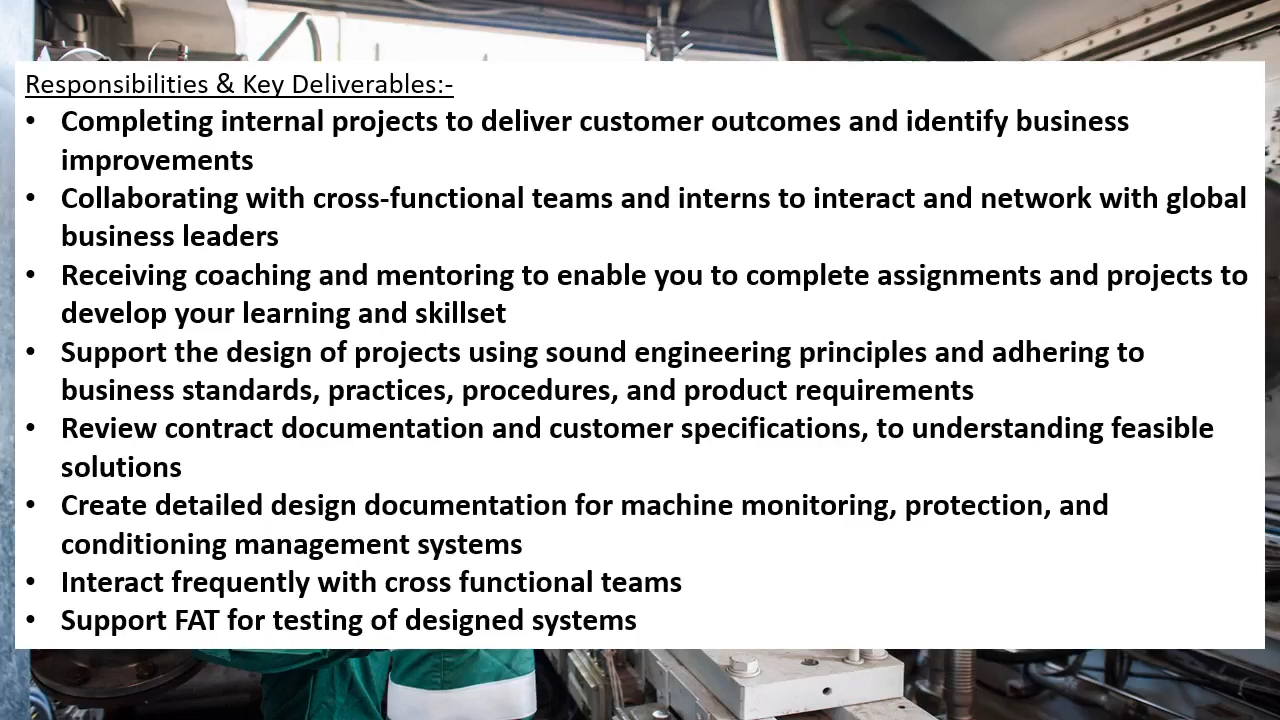 Responsibilities & Key Deliverables:-
• Completing internal projects to deliver customer outcomes and identify business
improvements
• Collaborating with cross-functional teams and interns to interact and network with global
business leaders
• Receiving coaching and mentoring to enable you to complete assignments and projects to
develop your learning and skillset
• Support the design of projects using sound engineering principles and adhering to
business standards, practices, procedures, and product requirements
• Review contract documentation and customer specifications, to understanding feasible
solutions
• Create detailed design documentation for machine monitoring, protection, and
conditioning management systems
• Interact frequently with cross functional teams
• Support FAT for testing of designed systems